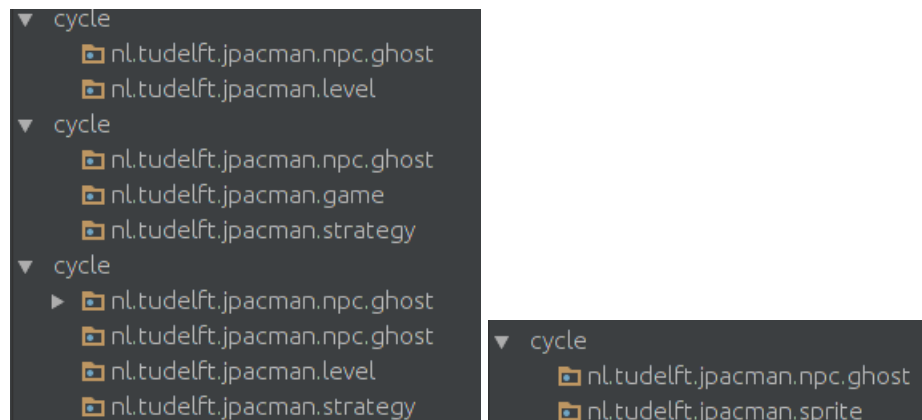 cycle
nl.tudelft.jpacman.npc.ghost
nl.tudelft.jpacman.level
cycle
nl.tudelft.jpacman.npc.ghost
nl.tudelft.jpacman.game
nl.tudelft.jpacman.strategy
cycle
nl.tudelft.jpacman.npc.ghost
nl.tudelft.jpacman.npc.ghost
nl.tudelft.jpacman.level
nl.tudelft.jpacman.strategy
cycle
nl.tudelft.jpacman.npc.ghost
nl.tudelft.jpacman.sprite